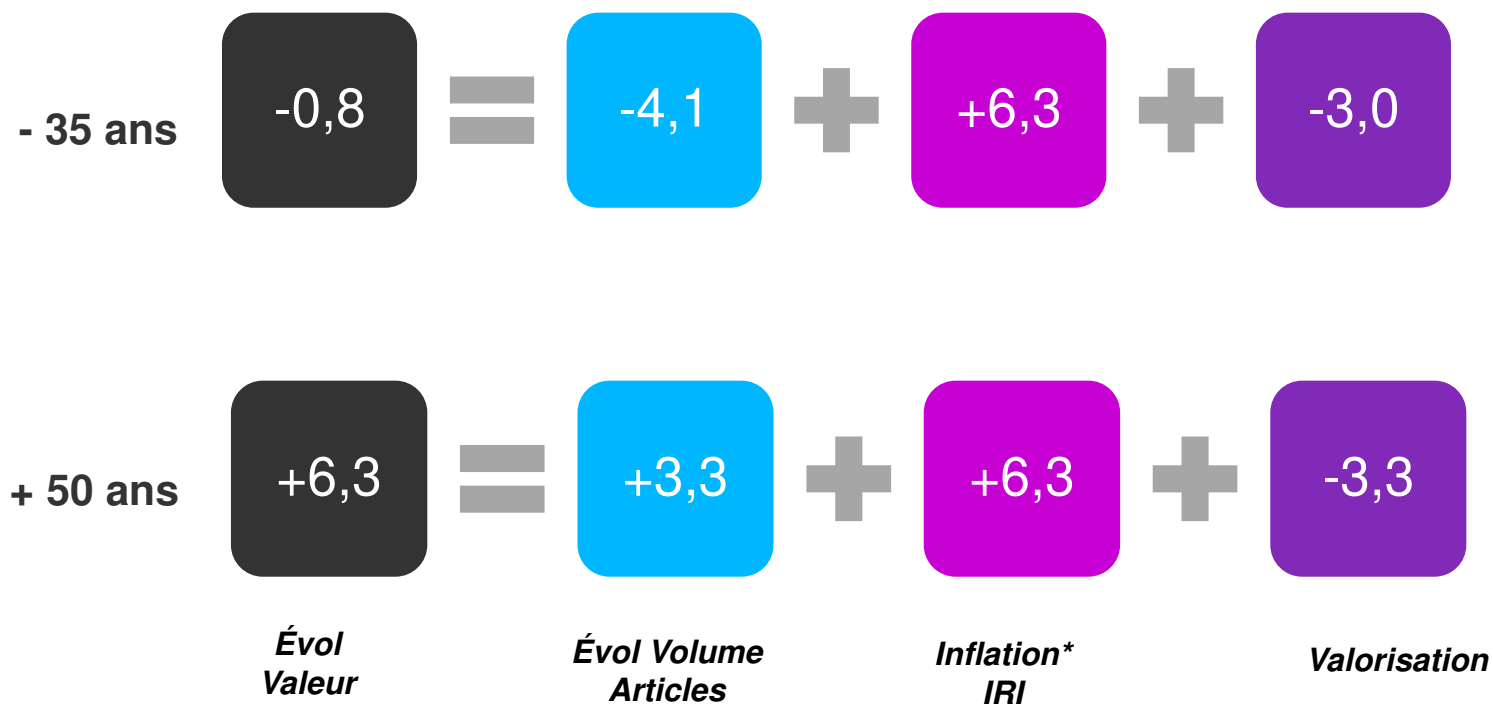 - 35 ans -0,8 -4,1 +6,3 -3,0
+ 50 ans +6,3 +3,3 +6,3 -3,3
Évol
Valeur
Évol Volume
Articles
Inflation*
IRI
Valorisation